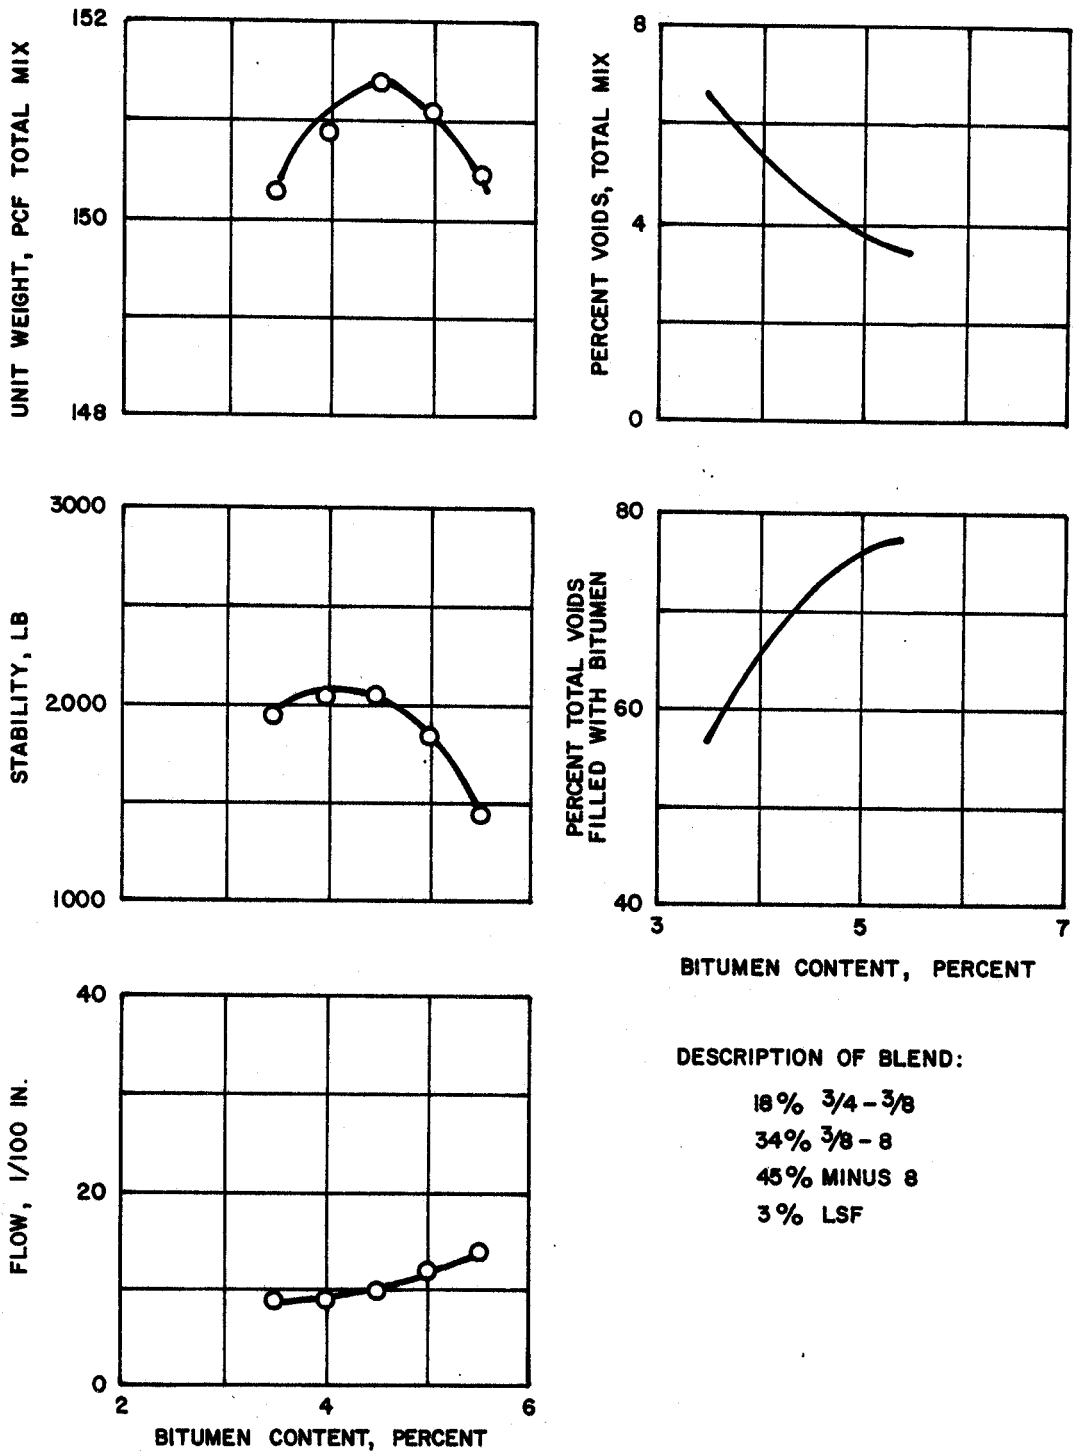 152
150
148
UNIT WEIGHT, PCF TOTAL MIX
8
4
0
PERCENT VOIDS, TOTAL MIX
3000
2000
1000
STABILITY, LB
80
60
40
PERCENT TOTAL VOIDS
FILLED WITH BITUMEN
3 5 7
BITUMEN CONTENT, PERCENT
40
20
0
FLOW, 1/100 IN.
2 4 6
BITUMEN CONTENT, PERCENT
DESCRIPTION OF BLEND:
18% 3/4-3/8
34% 3/8-8
45% MINUS 8
3% LSF